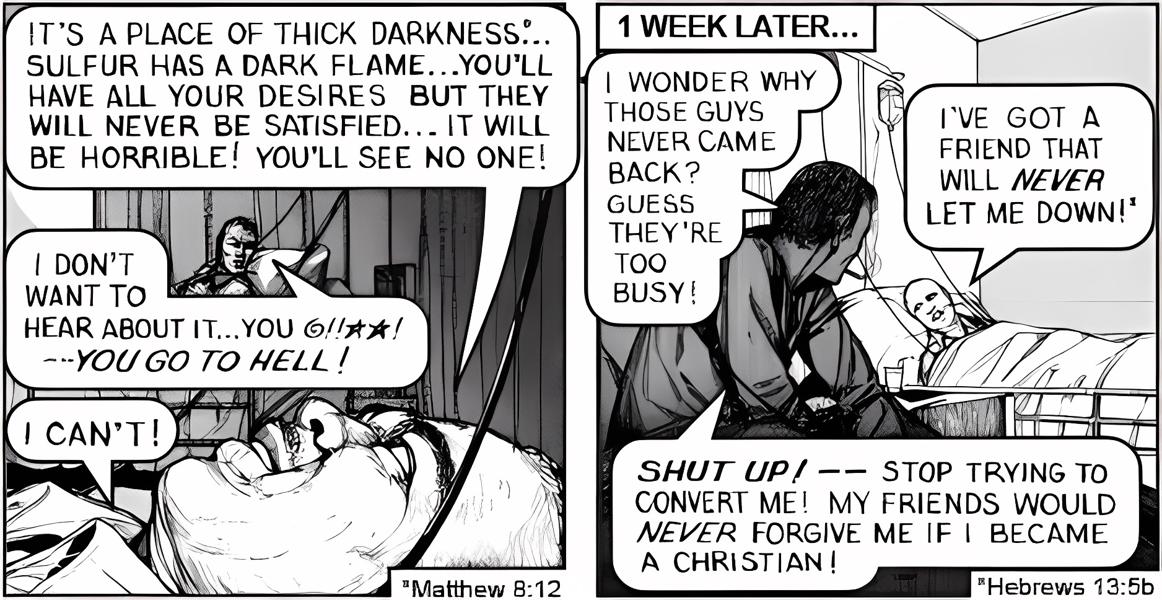 IT'S A PLACE OF THICK DARKNESS!*..
SULFUR HAS A DARK FLAME...YOU'LL
HAVE ALL YOUR DESIRES BUT THEY
WILL NEVER BE SATISFIED... IT WILL
BE HORRIBLE! YOU'LL SEE NO ONE!
I DON'T
WANT TO
HEAR ABOUT IT...YOU @!!★★!
---YOU GO TO HELL!
I CAN'T!
*Matthew 8:12
1 WEEK LATER...
I WONDER WHY
THOSE GUYS
NEVER CAME
BACK?
GUESS
THEY'RE
TOO
BUSY!
I'VE GOT A
FRIEND THAT
WILL NEVER
LET ME DOWN!*
SHUT UP! -- STOP TRYING TO
CONVERT ME! MY FRIENDS WOULD
NEVER FORGIVE ME IF I BECAME
A CHRISTIAN!
*Hebrews 13:5b